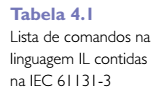 Tabela 4.1
Lista de comandos na
linguagem IL contidas
na IEC 61131-3